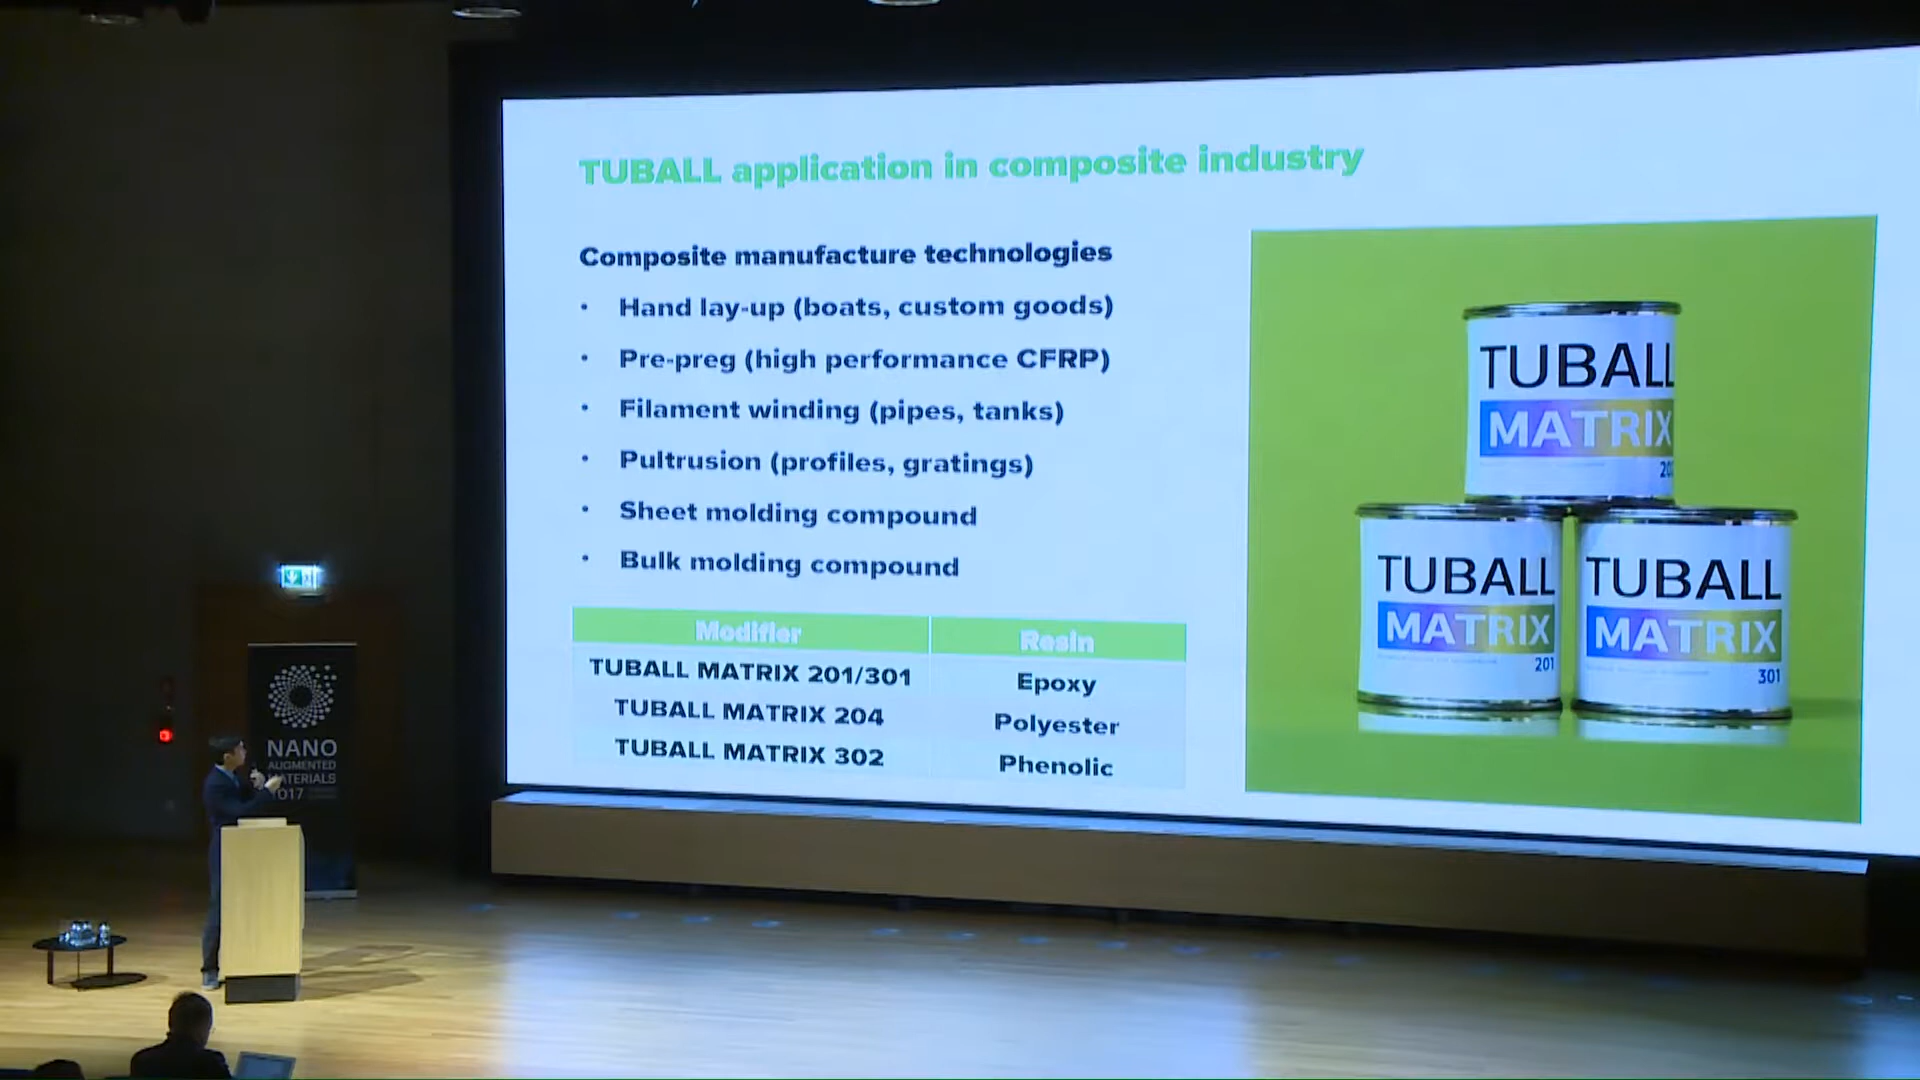 TUBALL application in composite industry
Composite manufacture technologies
• Hand lay-up (boats, custom goods)
• Pre-preg (high performance CFRP)
• Filament winding (pipes, tanks)
• Pultrusion (profiles, gratings)
• Sheet molding compound
• Bulk molding compound
Modifier Resin
TUBALL MATRIX 201/301 Epoxy
TUBALL MATRIX 204 Polyester
TUBALL MATRIX 302 Phenolic
TUBALL
MATRIX
TUBALL
MATRIX
201
TUBALL
MATRIX
301
NANO
AUGMENTED
MATERIALS